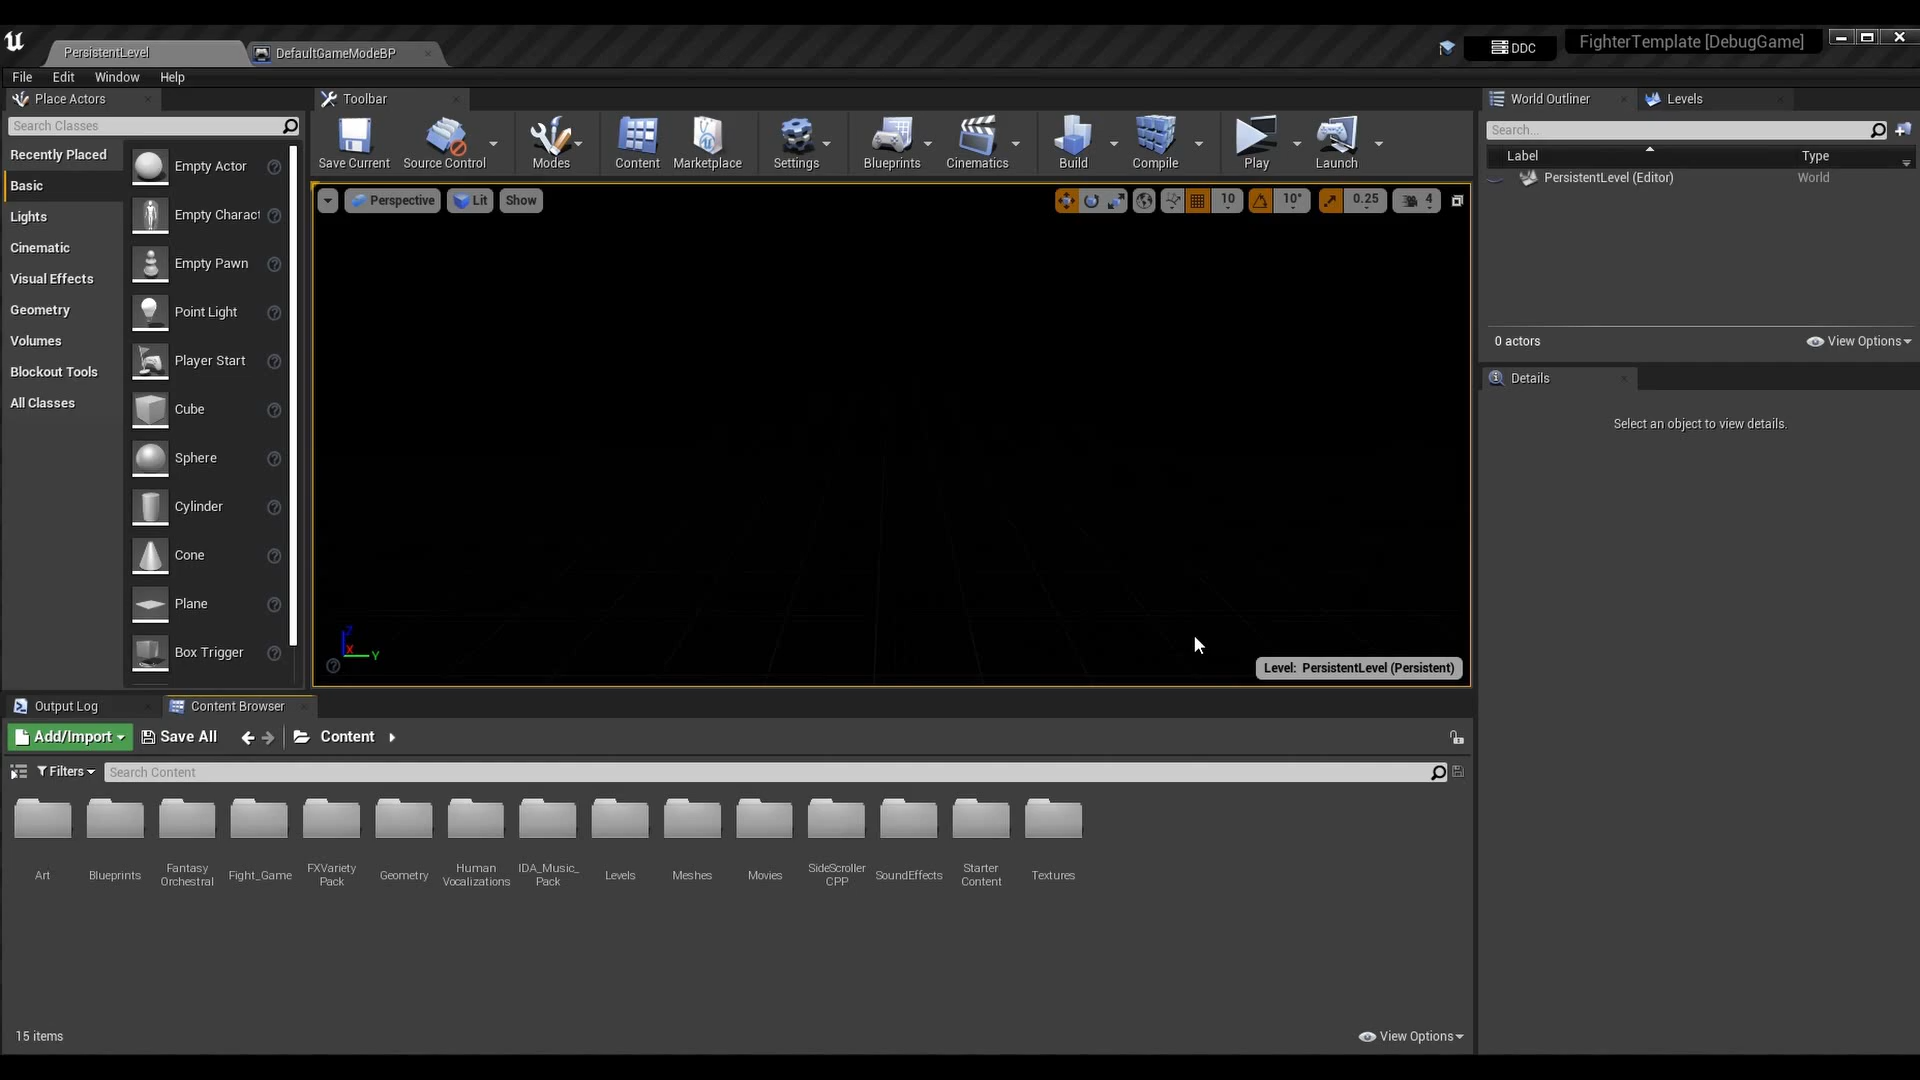 PersistentLevel
DefaultGameModeBP
DDC
FighterTemplate [DebugGame]
File Edit Window Help
Place Actors
Toolbar
World Outliner
Levels
Search Classes
Recently Placed
Basic
Lights
Cinematic
Visual Effects
Geometry
Volumes
Blockout Tools
All Classes
Empty Actor
Empty Charact
Empty Pawn
Point Light
Player Start
Cube
Sphere
Cylinder
Cone
Plane
Box Trigger
Save Current
Source Control
Modes
Content
Marketplace
Settings
Blueprints
Cinematics
Build
Compile
Play
Launch
Perspective
Lit
Show
10
10°
0.25
4
Z
X
Y
Level: PersistentLevel (Persistent)
Search...
Label Type
PersistentLevel (Editor) World
0 actors
View Options
Details
Select an object to view details.
Output Log
Content Browser
Add/Import
Save All
Content
Filters
Search Content
Art
Blueprints
Fantasy
Orchestral
Fight_Game
FXVariety
Pack
Geometry
Human
Vocalizations
IDA_Music_
Pack
Levels
Meshes
Movies
SideScroller
CPP
SoundEffects
Starter
Content
Textures
15 items
View Options